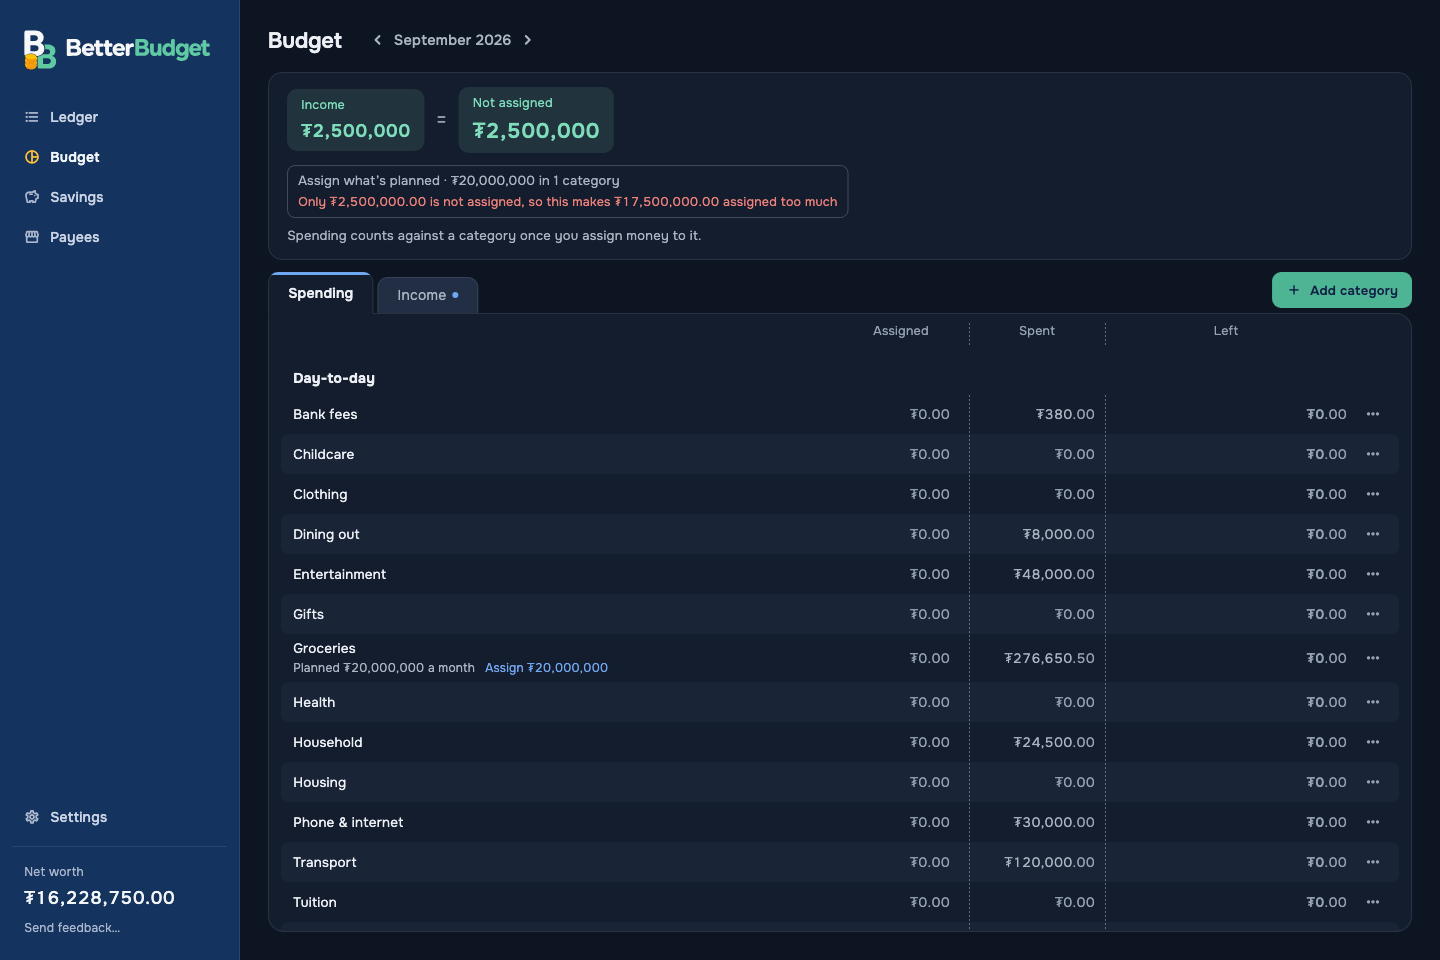 BetterBudget
Ledger
Budget
Savings
Payees
Settings
Net worth
₮16,228,750.00
Send feedback...
Budget
September 2026
Income
₮2,500,000
=
Not assigned
₮2,500,000
Assign what's planned · ₮20,000,000 in 1 category
Only ₮2,500,000.00 is not assigned, so this makes ₮17,500,000.00 assigned too much
Spending counts against a category once you assign money to it.
Spending
Income
+ Add category
Assigned Spent Left
Day-to-day
Bank fees ₮0.00 ₮380.00 ₮0.00
Childcare ₮0.00 ₮0.00 ₮0.00
Clothing ₮0.00 ₮0.00 ₮0.00
Dining out ₮0.00 ₮8,000.00 ₮0.00
Entertainment ₮0.00 ₮48,000.00 ₮0.00
Gifts ₮0.00 ₮0.00 ₮0.00
Groceries
Planned ₮20,000,000 a month Assign ₮20,000,000
₮0.00 ₮276,650.50 ₮0.00
Health ₮0.00 ₮0.00 ₮0.00
Household ₮0.00 ₮24,500.00 ₮0.00
Housing ₮0.00 ₮0.00 ₮0.00
Phone & internet ₮0.00 ₮30,000.00 ₮0.00
Transport ₮0.00 ₮120,000.00 ₮0.00
Tuition ₮0.00 ₮0.00 ₮0.00